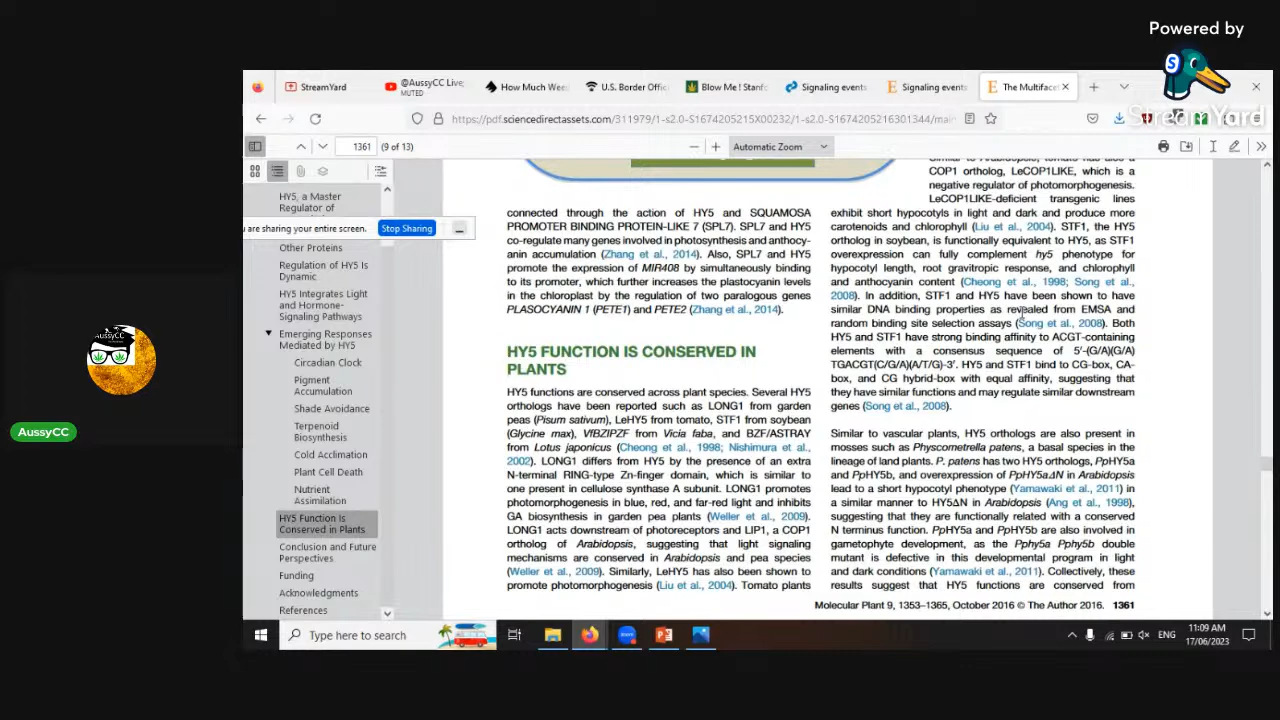 Powered by
StreamYard
StreamYard
@AussyCC Live;
MUTED
How Much Wee
U.S. Border Offic
Blow Me ! Stanf
Signaling events
Signaling events
The Multiface
https://pdf.sciencedirectassets.com/311979/1-s2.0-S1674205215X00232/1-s2.0-S1674205216301344/main
1361
(9 of 13)
Automatic Zoom
HY5, a Master
Regulator of
are sharing your entire screen.
Stop Sharing
Other Proteins
Regulation of HY5 Is
Dynamic
HY5 Integrates Light
and Hormone-
Signaling Pathways
Emerging Responses
Mediated by HY5
Circadian Clock
Pigment
Accumulation
Shade Avoidance
Terpenoid
Biosynthesis
Cold Acclimation
Plant Cell Death
Nutrient
Assimilation
HY5 Function Is
Conserved in Plants
Conclusion and Future
Perspectives
Funding
Acknowledgments
References
connected through the action of HY5 and SQUAMOSA
PROMOTER BINDING PROTEIN-LIKE 7 (SPL7). SPL7 and HY5
co-regulate many genes involved in photosynthesis and anthocy-
anin accumulation (Zhang et al., 2014). Also, SPL7 and HY5
promote the expression of MIR408 by simultaneously binding
to its promoter, which further increases the plastocyanin levels
in the chloroplast by the regulation of two paralogous genes
PLASOCYANIN 1 (PETE1) and PETE2 (Zhang et al., 2014).
HY5 FUNCTION IS CONSERVED IN
PLANTS
HY5 functions are conserved across plant species. Several HY5
orthologs have been reported such as LONG1 from garden
peas (Pisum sativum), LeHY5 from tomato, STF1 from soybean
(Glycine max), VfBZIPZF from Vicia faba, and BZF/ASTRAY
from Lotus japonicus (Cheong et al., 1998; Nishimura et al.,
2002). LONG1 differs from HY5 by the presence of an extra
N-terminal RING-type Zn-finger domain, which is similar to
one present in cellulose synthase A subunit. LONG1 promotes
photomorphogenesis in blue, red, and far-red light and inhibits
GA biosynthesis in garden pea plants (Weller et al., 2009).
LONG1 acts downstream of photoreceptors and LIP1, a COP1
ortholog of Arabidopsis, suggesting that light signaling
mechanisms are conserved in Arabidopsis and pea species
(Weller et al., 2009). Similarly, LeHY5 has also been shown to
promote photomorphogenesis (Liu et al., 2004). Tomato plants
Similar to Arabidopsis, tomato has also a
COP1 ortholog, LeCOP1LIKE, which is a
negative regulator of photomorphogenesis.
LeCOP1LIKE-deficient transgenic lines
exhibit short hypocotyls in light and dark and produce more
carotenoids and chlorophyll (Liu et al., 2004). STF1, the HY5
ortholog in soybean, is functionally equivalent to HY5, as STF1
overexpression can fully complement hy5 phenotype for
hypocotyl length, root gravitropic response, and chlorophyll
and anthocyanin content (Cheong et al., 1998; Song et al.,
2008). In addition, STF1 and HY5 have been shown to have
similar DNA binding properties as revealed from EMSA and
random binding site selection assays (Song et al., 2008). Both
HY5 and STF1 have strong binding affinity to ACGT-containing
elements with a consensus sequence of 5′-(G/A)(G/A)
TGACGT(C/G/A)(A/T/G)-3′. HY5 and STF1 bind to CG-box, CA-
box, and CG hybrid-box with equal affinity, suggesting that
they have similar functions and may regulate similar downstream
genes (Song et al., 2008).
Similar to vascular plants, HY5 orthologs are also present in
mosses such as Physcometrella patens, a basal species in the
lineage of land plants. P. patens has two HY5 orthologs, PpHY5a
and PpHY5b, and overexpression of PpHY5aΔN in Arabidopsis
lead to a short hypocotyl phenotype (Yamawaki et al., 2011) in
a similar manner to HY5ΔN in Arabidopsis (Ang et al., 1998),
suggesting that they are functionally related with a conserved
N terminus function. PpHY5a and PpHY5b are also involved in
gametophyte development, as the Pphy5a Pphy5b double
mutant is defective in this developmental program in light
and dark conditions (Yamawaki et al., 2011). Collectively, these
results suggest that HY5 functions are conserved from
Molecular Plant 9, 1353–1365, October 2016 © The Author 2016. 1361
AussyCC
AussyCC
Type here to search
ENG
11:09 AM
17/06/2023